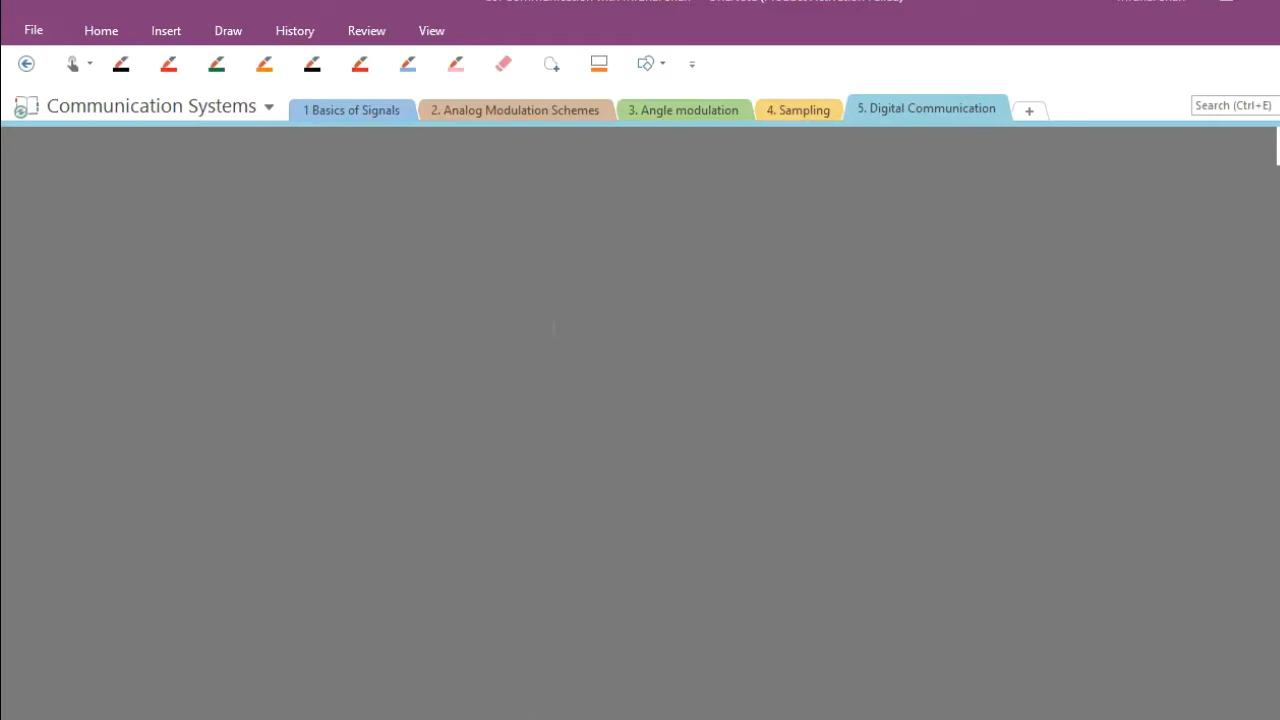 File Home Insert Draw History Review View
Communication Systems 1 Basics of Signals 2. Analog Modulation Schemes 3. Angle modulation 4. Sampling 5. Digital Communication + Search (Ctrl+E)